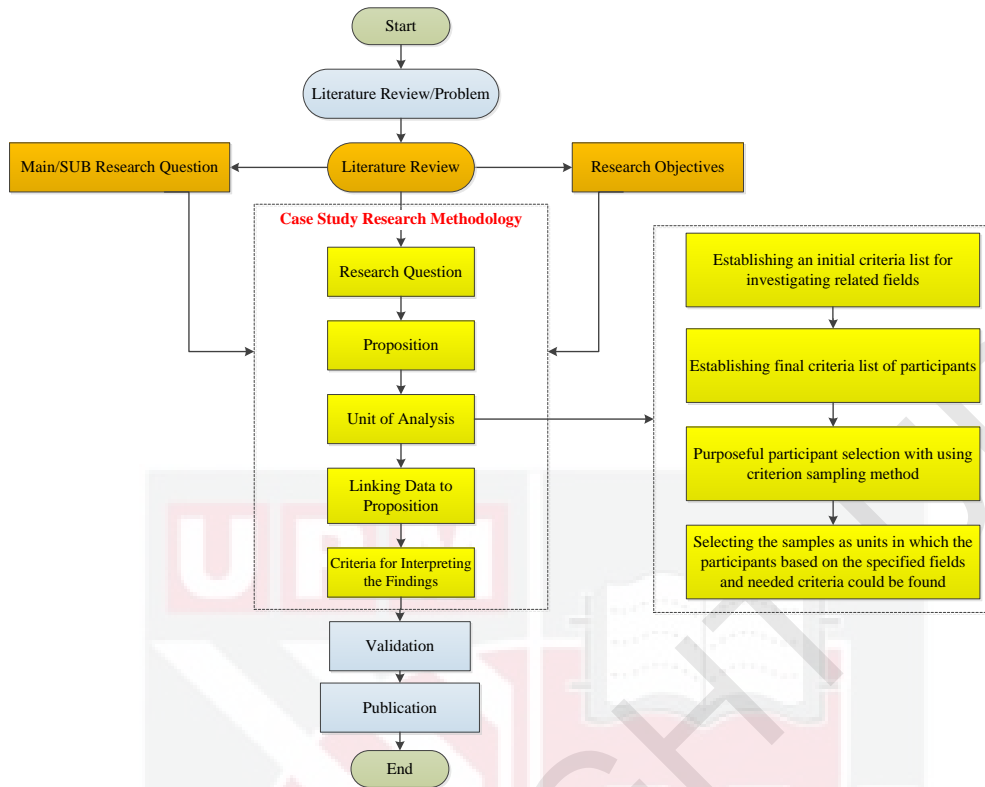 Start
Literature Review/Problem
Main/SUB Research Question
Literature Review
Research Objectives
Case Study Research Methodology
Research Question
Proposition
Unit of Analysis
Linking Data to
Proposition
Criteria for Interpreting
the Findings
Validation
Publication
End
Establishing an initial criteria list for
investigating related fields
Establishing final criteria list of participants
Purposeful participant selection with using
criterion sampling method
Selecting the samples as units in which the
participants based on the specified fields
and needed criteria could be found
UPM